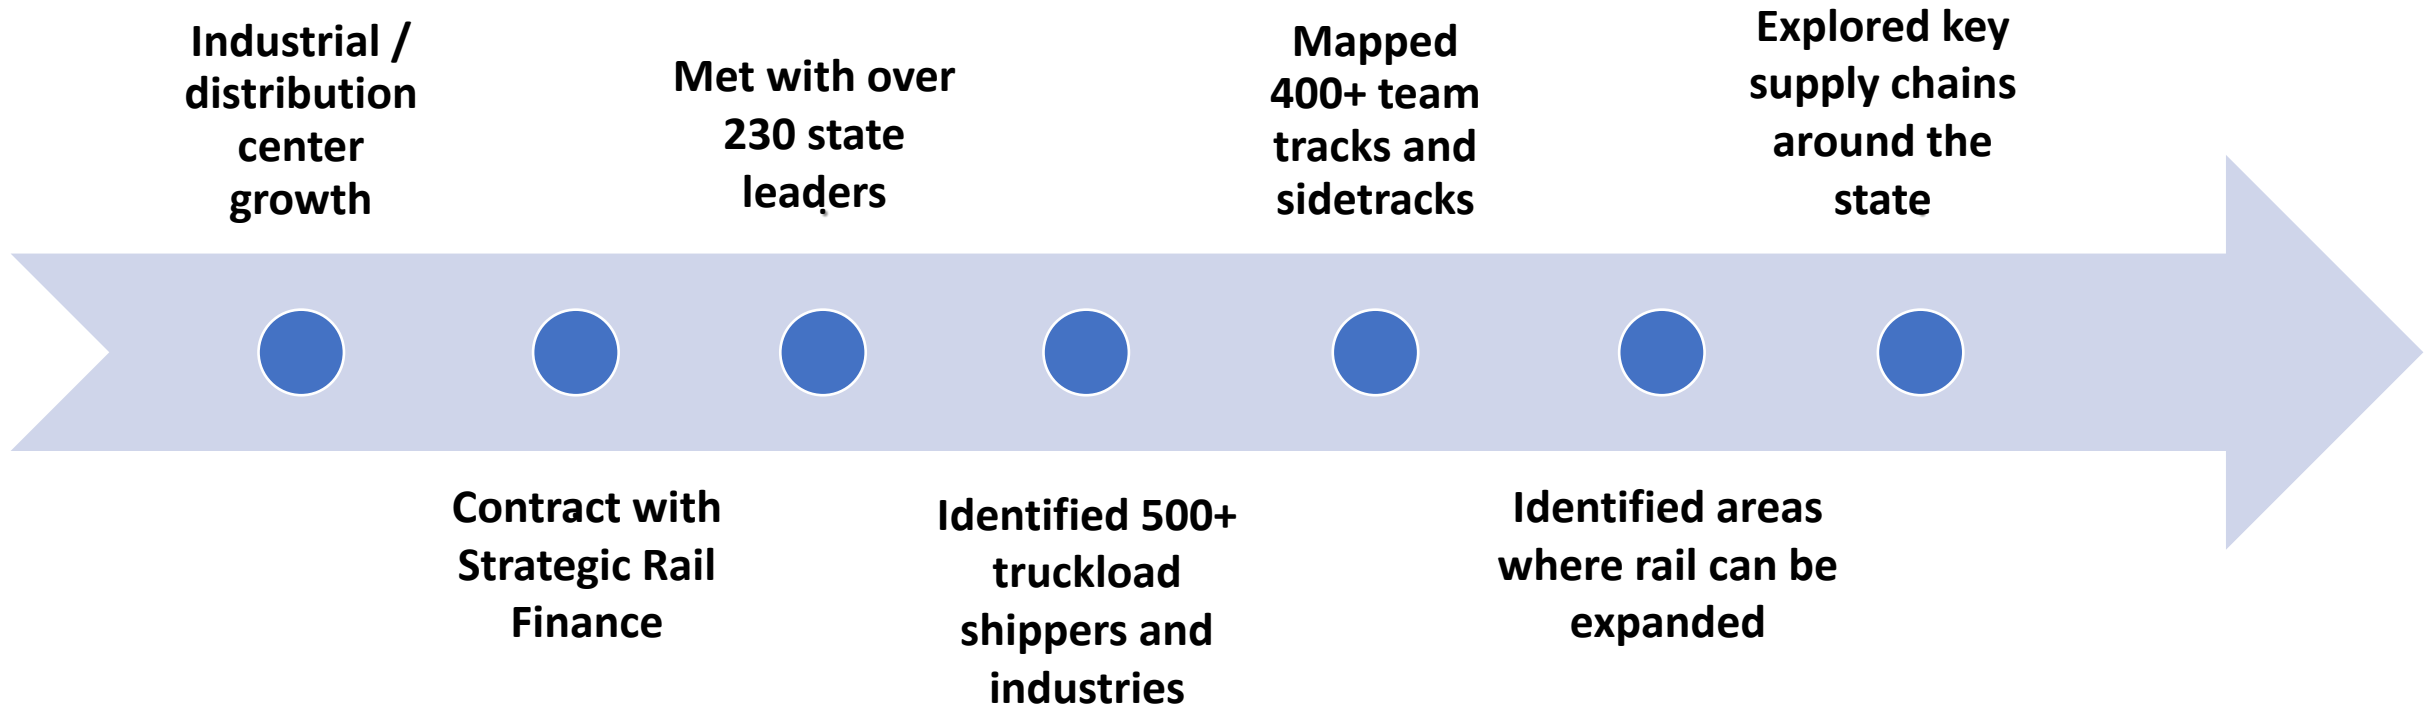 Industrial /
distribution
center
growth
Contract with
Strategic Rail
Finance
Met with over
230 state
leaders
Identified 500+
truckload
shippers and
industries
Mapped
400+ team
tracks and
sidetracks
Identified areas
where rail can be
expanded
Explored key
supply chains
around the
state